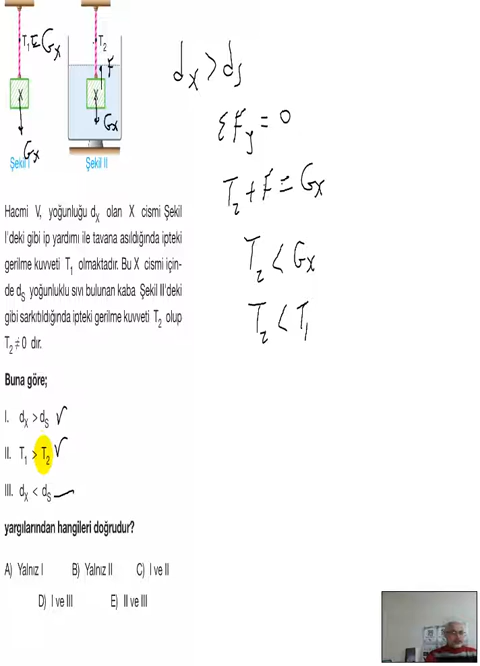 T₁ = Gx
T₂
F
X
X
Gx
Gx
Şekil I
Şekil II
Hacmi V, yoğunluğu dX olan X cismi Şekil
I'deki gibi ip yardımı ile tavana asıldığında ipteki
gerilme kuvveti T₁ olmaktadır. Bu X cismi için-
de dS yoğunluklu sıvı bulunan kaba Şekil II'deki
gibi sarkıtıldığında ipteki gerilme kuvveti T₂ olup
T₂ ≠ 0 dır.
Buna göre;
I. dX > dS ✓
II. T₁ > T₂ ✓
III. dX < dS –
yargılarından hangileri doğrudur?
A) Yalnız I B) Yalnız II C) I ve II
D) I ve III E) II ve III
dx > ds
ΣFy = 0
T₂ + F = Gx
T₂ < Gx
T₂ < T₁